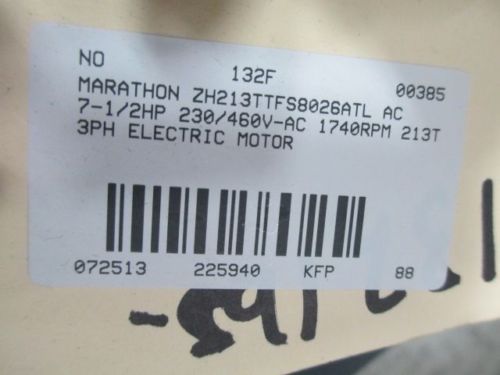 NO 132F 00385
MARATHON ZH213TTFS8026ATL AC
7-1/2HP 230/460V-AC 1740RPM 213T
3PH ELECTRIC MOTOR
072513 225940 KFP 88